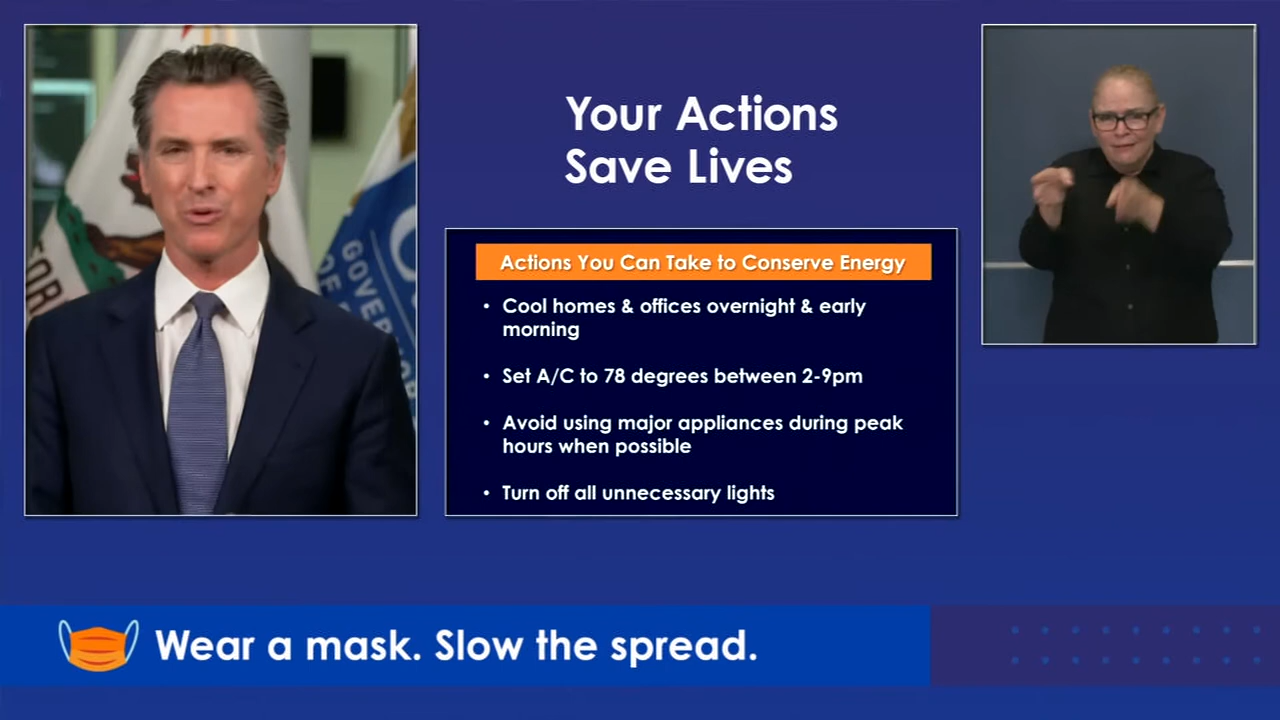 Your Actions
Save Lives
Actions You Can Take to Conserve Energy
• Cool homes & offices overnight & early
morning
• Set A/C to 78 degrees between 2-9pm
• Avoid using major appliances during peak
hours when possible
• Turn off all unnecessary lights
GOVERNOR
Wear a mask. Slow the spread.